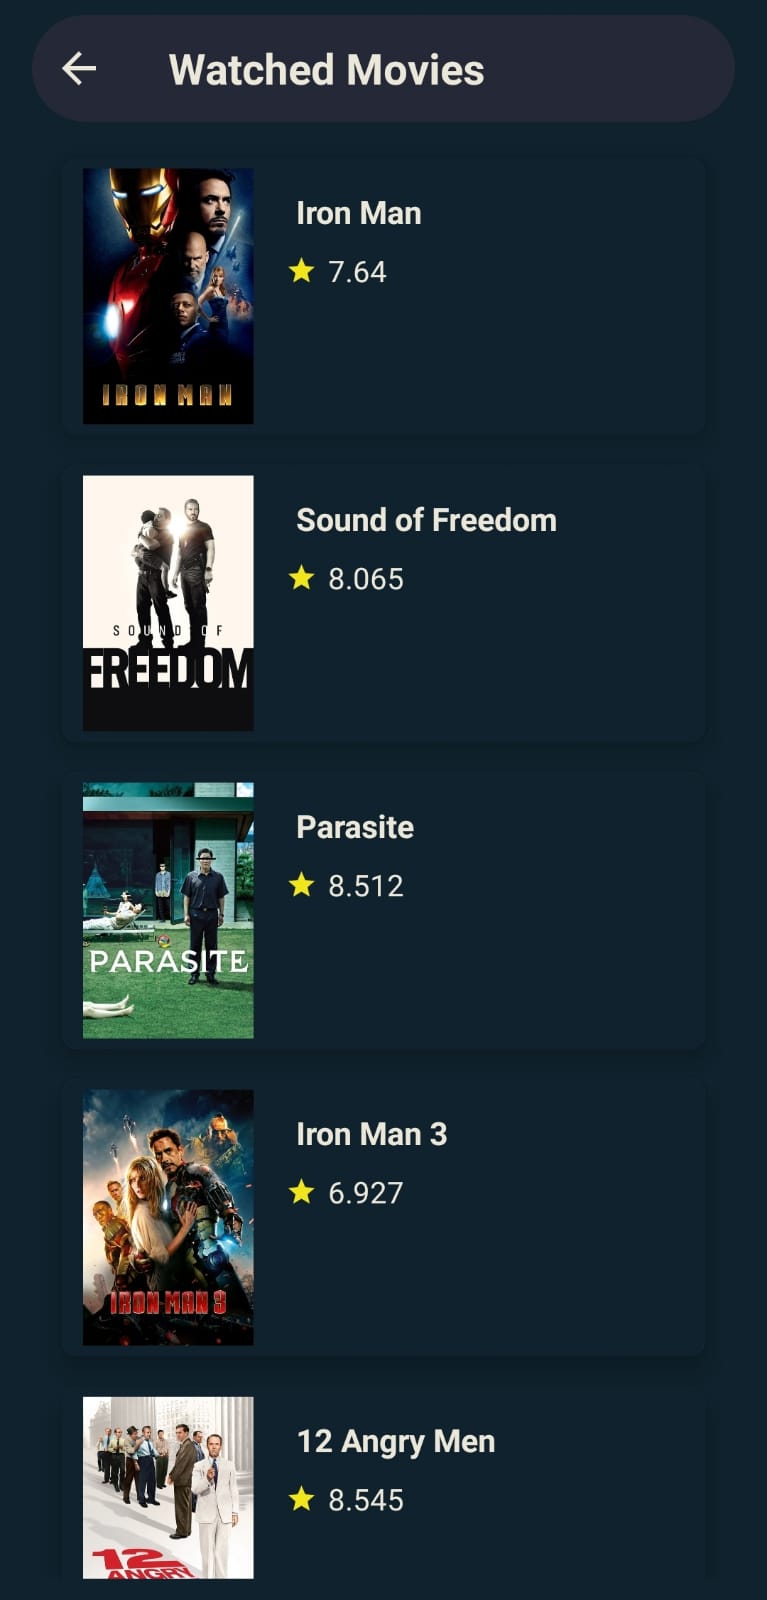 Watched Movies
IRON MAN
Iron Man
7.64
SOUND OF
FREEDOM
Sound of Freedom
8.065
PARASITE
Parasite
8.512
IRON MAN 3
Iron Man 3
6.927
12
ANGRY
12 Angry Men
8.545